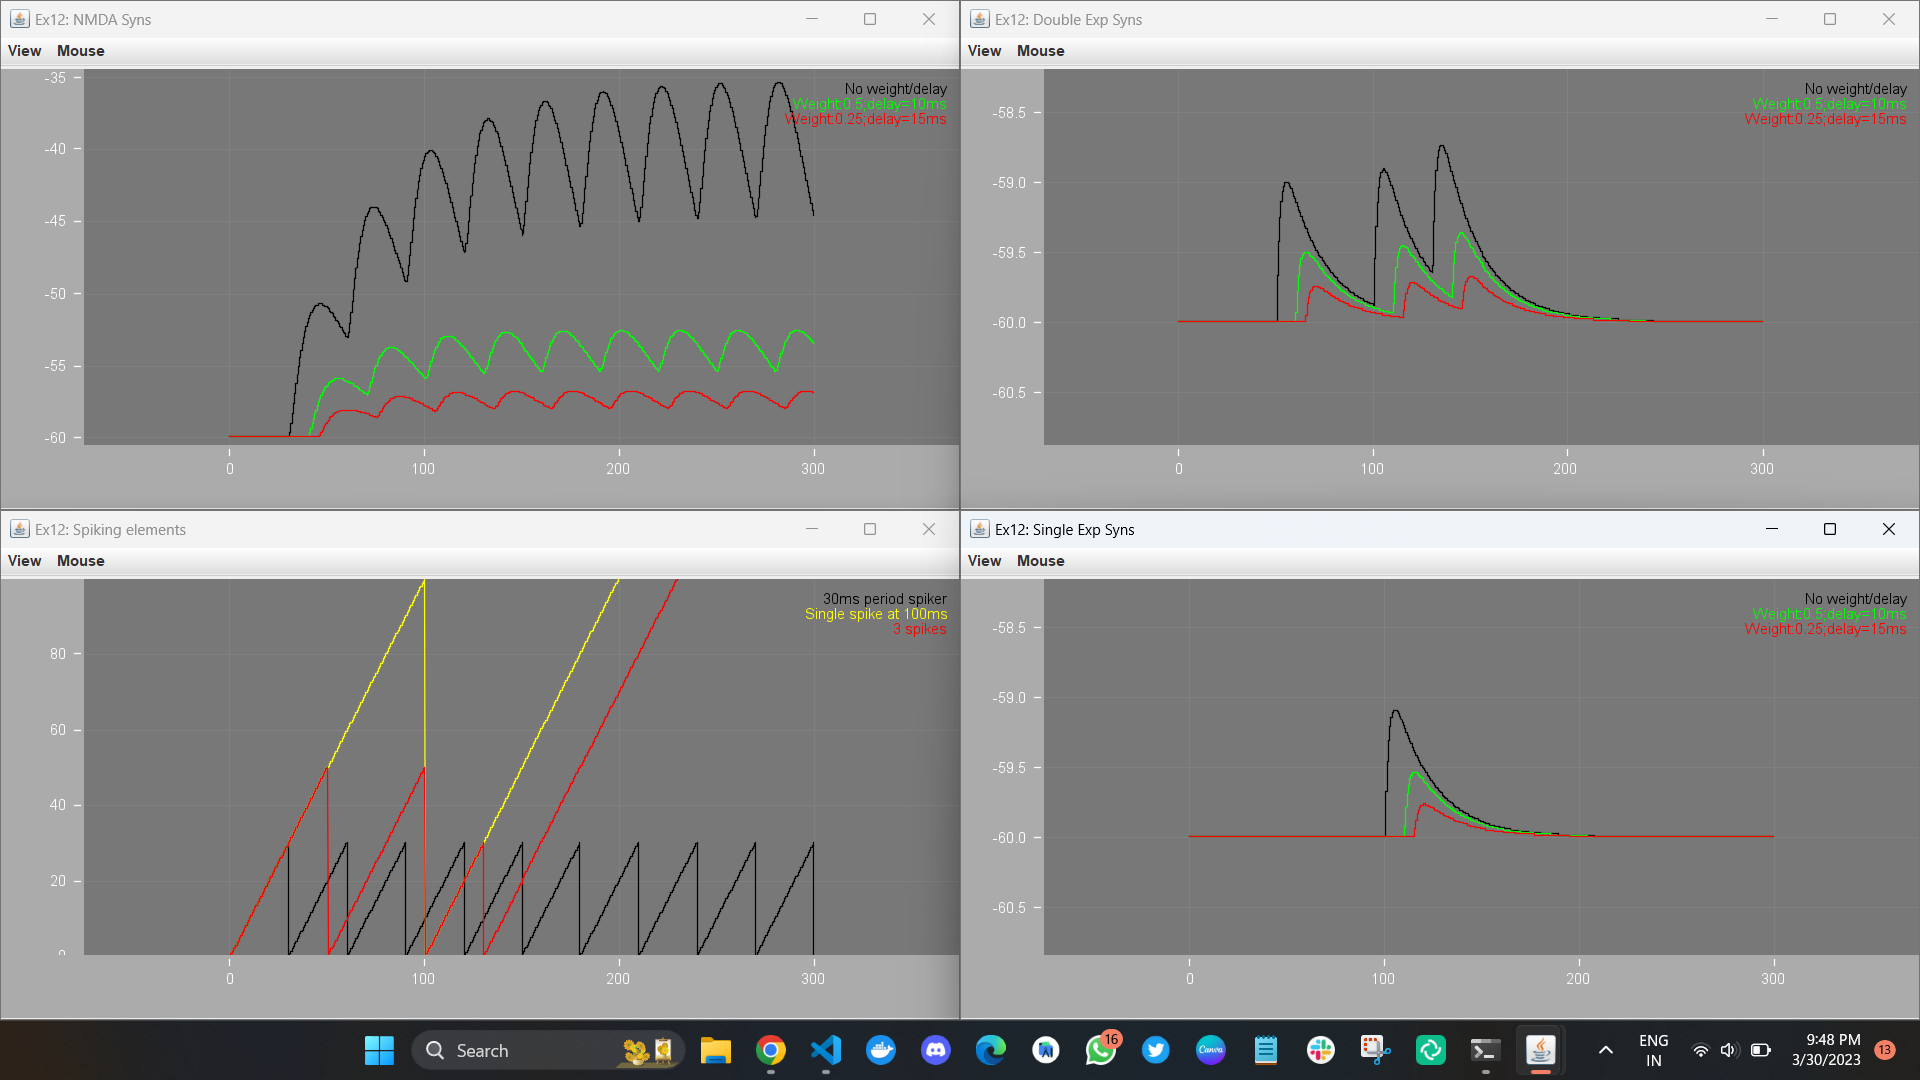 Ex12: NMDA Syns
View Mouse
-35
-40
-45
-50
-55
-60
0 100 200 300
No weight/delay
Weight:0.5;delay=10ms
Weight:0.25;delay=15ms
Ex12: Double Exp Syns
View Mouse
-58.5
-59.0
-59.5
-60.0
-60.5
0 100 200 300
No weight/delay
Weight:0.5;delay=10ms
Weight:0.25;delay=15ms
Ex12: Spiking elements
View Mouse
80
60
40
20
0
0 100 200 300
30ms period spiker
Single spike at 100ms
3 spikes
Ex12: Single Exp Syns
View Mouse
-58.5
-59.0
-59.5
-60.0
-60.5
0 100 200 300
No weight/delay
Weight:0.5;delay=10ms
Weight:0.25;delay=15ms
Search
Canva
16
ENG
IN
9:48 PM
3/30/2023
13